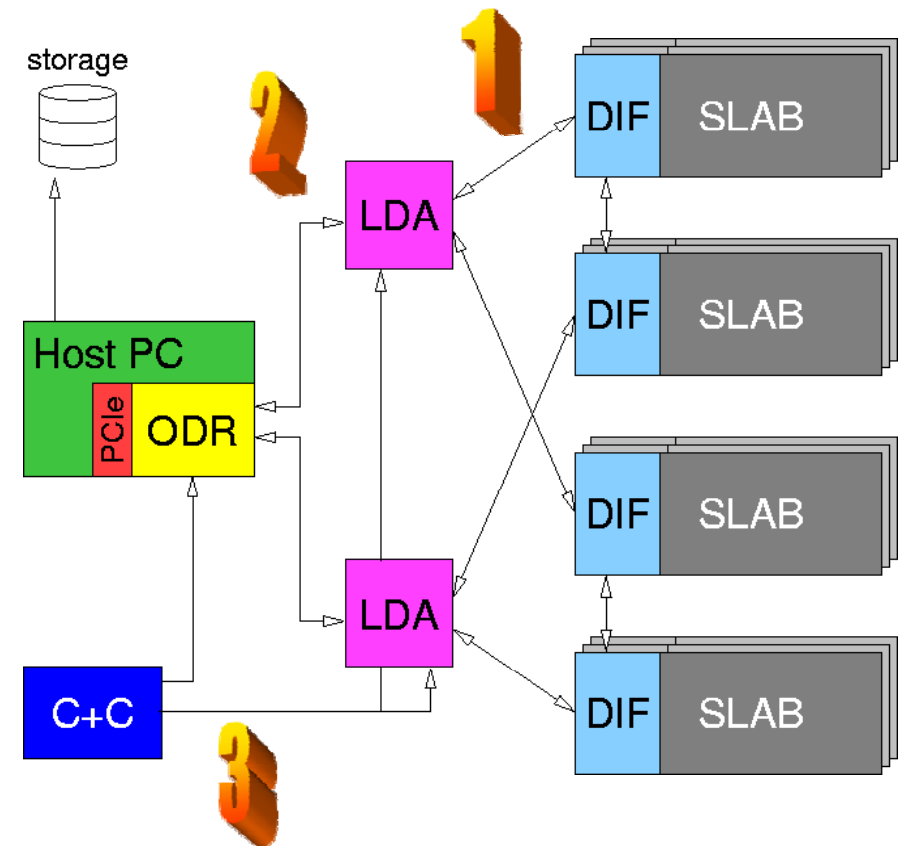 storage
2
1
DIF SLAB
LDA
DIF SLAB
Host PC
PCIe
ODR
DIF SLAB
LDA
C+C
DIF SLAB
3